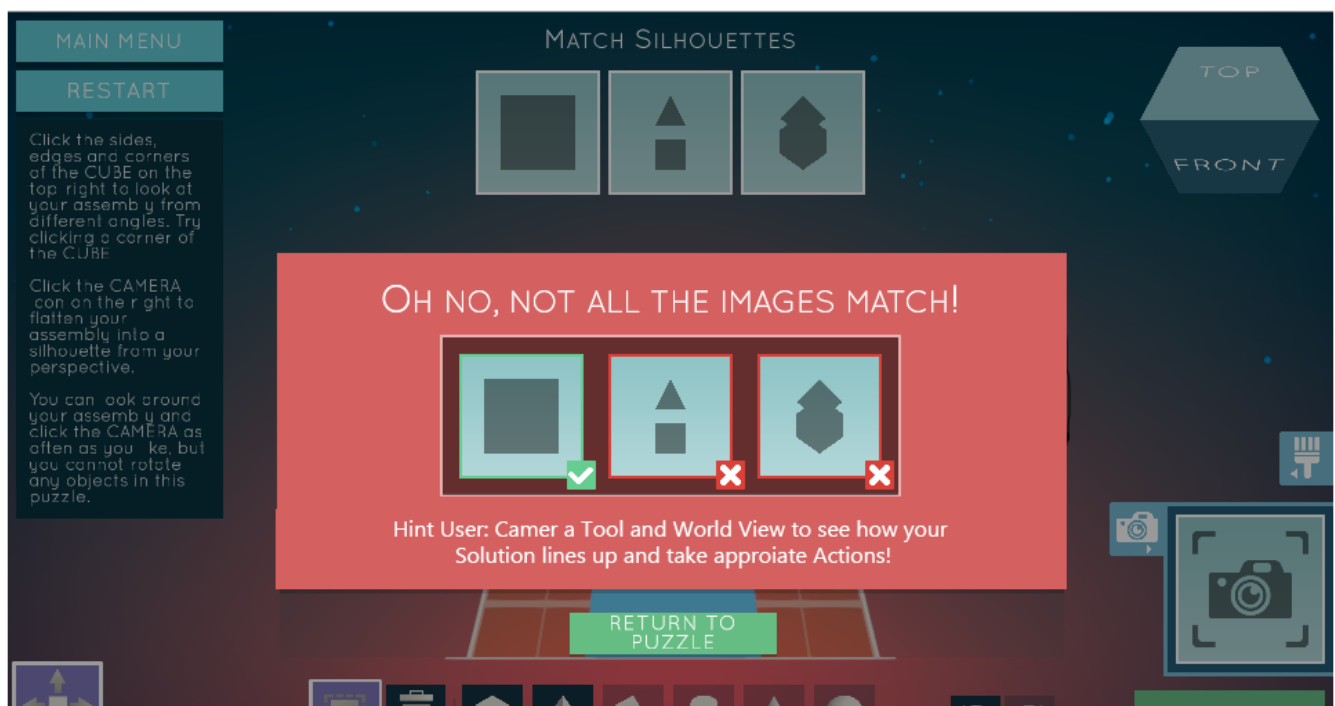 MAIN MENU
MATCH SILHOUETTES
RESTART
TOP
FRONT
Click the sides,
edges and corners
of the CUBE on the
top right to look at
your assemb y from
different angles. Try
clicking a corner of
the CUBE
Click the CAMERA
con on the r ght to
flatten your
assembly into a
silhouette from your
perspective.
You can ook around
your assemb y and
click the CAMERA as
often as you ke, but
you cannot rotate
any objects in this
puzzle.
OH NO, NOT ALL THE IMAGES MATCH!
Hint User: Camer a Tool and World View to see how your
Solution lines up and take approiate Actions!
RETURN TO
PUZZLE